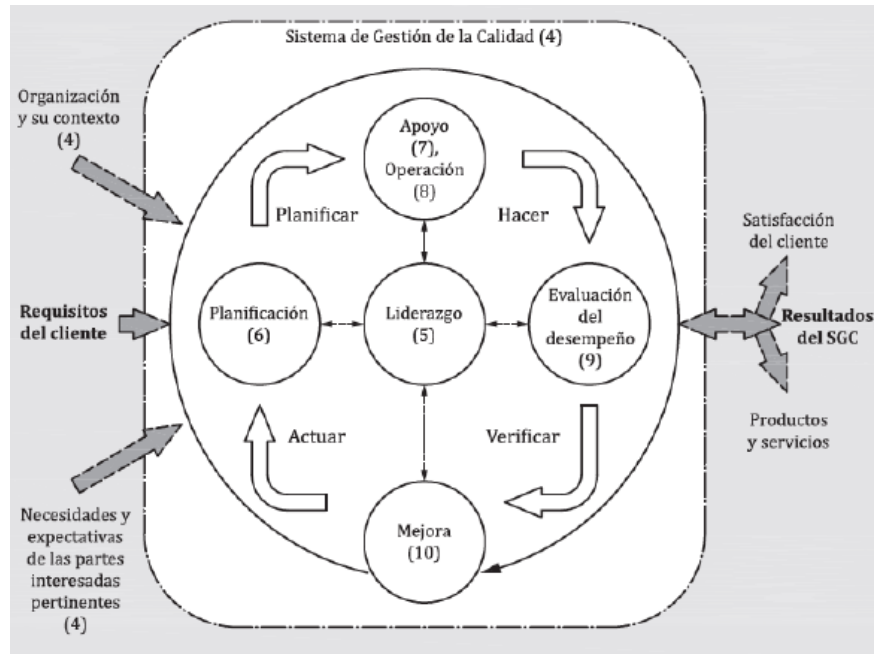 Sistema de Gestión de la Calidad (4)
Organización
y su contexto
(4)
Apoyo
(7),
Operación
(8)
Planificar
Hacer
Satisfacción
del cliente
Requisitos
del cliente
Planificación
(6)
Liderazgo
(5)
Evaluación
del
desempeño
(9)
Resultados
del SGC
Actuar
Verificar
Productos
y servicios
Necesidades y
expectativas
de las partes
interesadas
pertinentes
(4)
Mejora
(10)